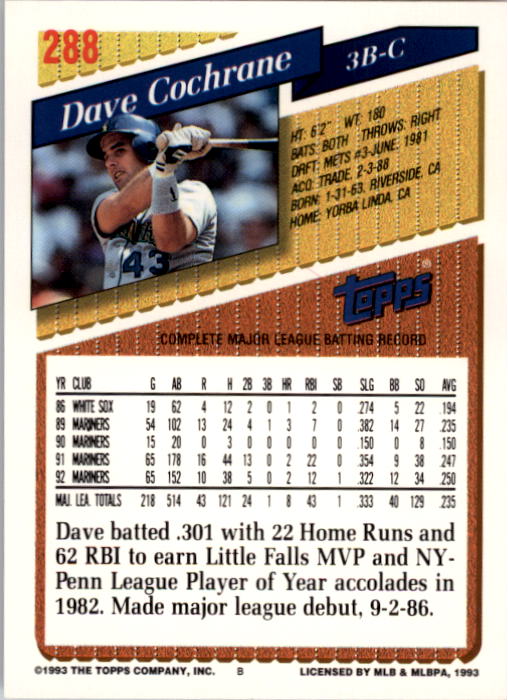 288
Dave Cochrane
3B-C
HT: 6'2" WT: 180
BATS: BOTH THROWS: RIGHT
DRFT: METS #3-JUNE, 1981
ACQ: TRADE, 2-3-88
BORN: 1-31-63, RIVERSIDE, CA
HOME: YORBA LINDA, CA
43
Topps®
COMPLETE MAJOR LEAGUE BATTING RECORD
YR CLUB G AB R H 2B 3B HR RBI SB SLG BB SO AVG
86 WHITE SOX 19 62 4 12 2 0 1 2 0 .274 5 22 .194
89 MARINERS 54 102 13 24 4 1 3 7 0 .382 14 27 .235
90 MARINERS 15 20 0 3 0 0 0 0 0 .150 0 8 .150
91 MARINERS 65 178 16 44 13 0 2 22 0 .354 9 38 .247
92 MARINERS 65 152 10 38 5 0 2 12 1 .322 12 34 .250
MAJ. LEA. TOTALS 218 514 43 121 24 1 8 43 1 .333 40 129 .235
Dave batted .301 with 22 Home Runs and
62 RBI to earn Little Falls MVP and NY-
Penn League Player of Year accolades in
1982. Made major league debut, 9-2-86.
©1993 THE TOPPS COMPANY, INC. B LICENSED BY MLB & MLBPA, 1993